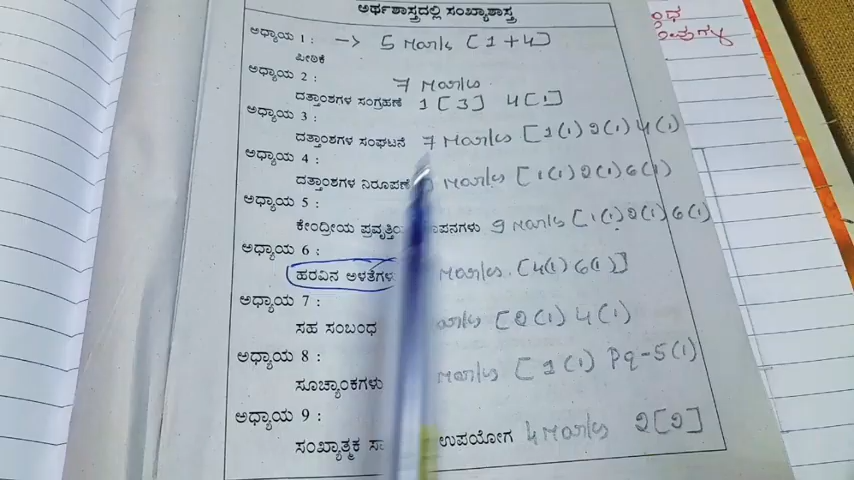 ಅರ್ಥಶಾಸ್ತ್ರದಲ್ಲಿ ಸಂಖ್ಯಾಶಾಸ್ತ್ರ
ಅಧ್ಯಾಯ 1 : -> 5 Marks [1+4]
ಪೀಠಿಕೆ
ಅಧ್ಯಾಯ 2 : 7 Marks
ದತ್ತಾಂಶಗಳ ಸಂಗ್ರಹಣೆ 1 [3] 4 [1]
ಅಧ್ಯಾಯ 3 :
ದತ್ತಾಂಶಗಳ ಸಂಘಟನೆ 7 Marks [1(1) 2(1) 4(1)
ಅಧ್ಯಾಯ 4 :
ದತ್ತಾಂಶಗಳ ನಿರೂಪಣೆ Marks [1(1) 2(1) 6(1)
ಅಧ್ಯಾಯ 5 :
ಕೇಂದ್ರೀಯ 9 Marks [1(1) 2(1) 6(1)
ಅಧ್ಯಾಯ 6 :
ಹರವಿನ ಅಳತೆಗಳು Marks [4(1) 6(1)]
ಅಧ್ಯಾಯ 7 :
ಸಹ ಸಂಬಂಧ [2(1) 4(1)
ಅಧ್ಯಾಯ 8 :
ಸೂಚ್ಯಾಂಕಗಳು Marks [1(1) Pq-5(1)
ಅಧ್ಯಾಯ 9 :
ಸಂಖ್ಯಾತ್ಮಕ ಉಪಯೋಗ 4 Marks 2[2]